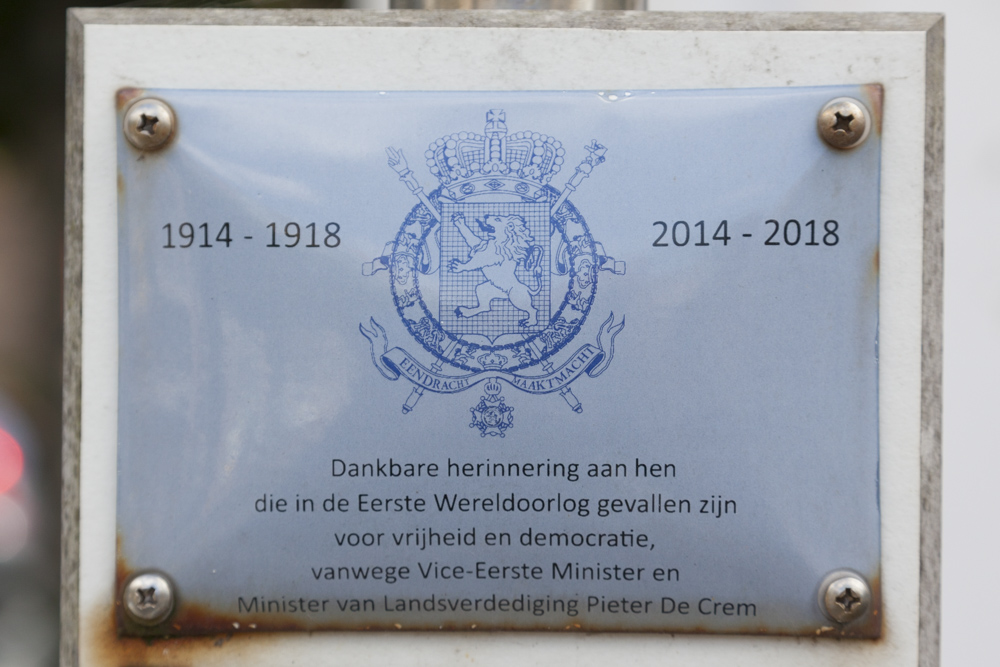 1914 - 1918
2014 - 2018
EENDRACHT MAAKT MACHT
Dankbare herinnering aan hen
die in de Eerste Wereldoorlog gevallen zijn
voor vrijheid en democratie,
vanwege Vice-Eerste Minister en
Minister van Landsverdediging Pieter De Crem